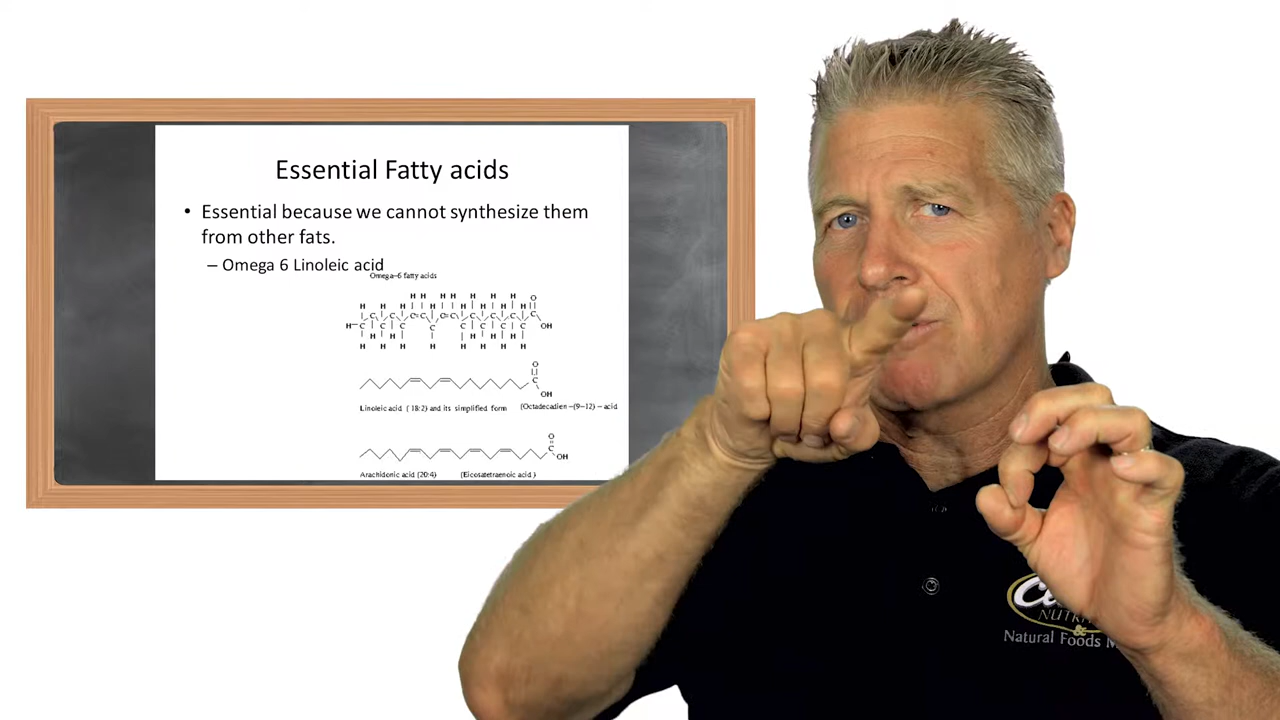 Essential Fatty acids
• Essential because we cannot synthesize them
from other fats.
– Omega 6 Linoleic acid
Omega-6 fatty acids
Linoleic acid ( 18:2) and its simplified form (Octadecadien -(9-12) - acid
Arachidonic acid (20:4) (Eicosatetraenoic acid )
&
Natural Foods